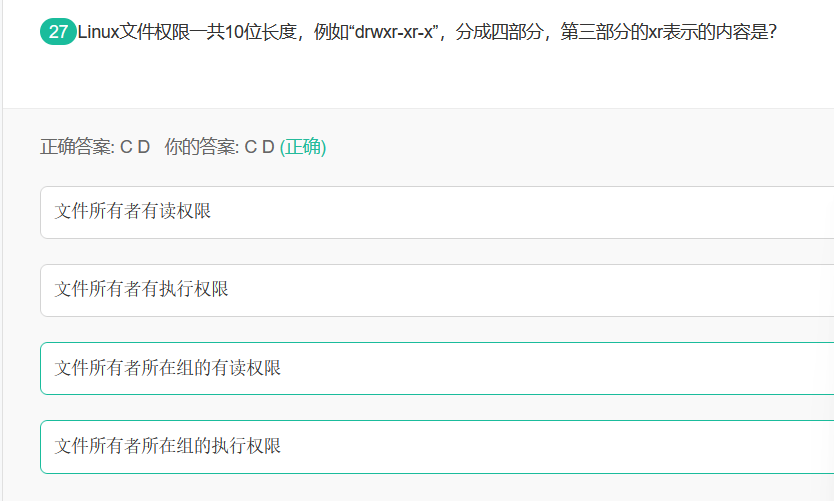 27 Linux文件权限一共10位长度，例如“drwxr-xr-x”，分成四部分，第三部分的xr表示的内容是？
正确答案: C D 你的答案: C D (正确)
文件所有者有读权限
文件所有者有执行权限
文件所有者所在组的有读权限
文件所有者所在组的执行权限